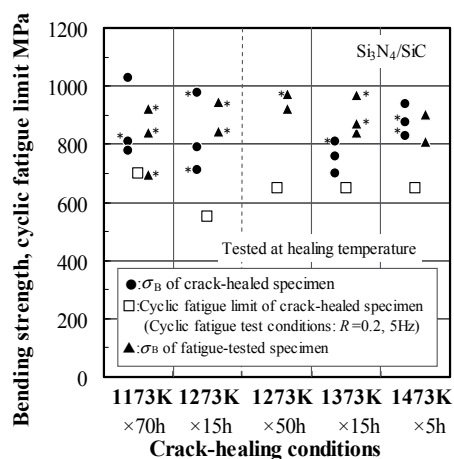 Bending strength, cyclic fatigue limit MPa
1200
1000
800
600
400
200
0
Si₃N₄/SiC
* * * * * * * * * * * * * *
Tested at healing temperature
●:σB of crack-healed specimen
□:Cyclic fatigue limit of crack-healed specimen
(Cyclic fatigue test conditions: R=0.2, 5Hz)
▲:σB of fatigue-tested specimen
1173K 1273K 1273K 1373K 1473K
×70h ×15h ×50h ×15h ×5h
Crack-healing conditions